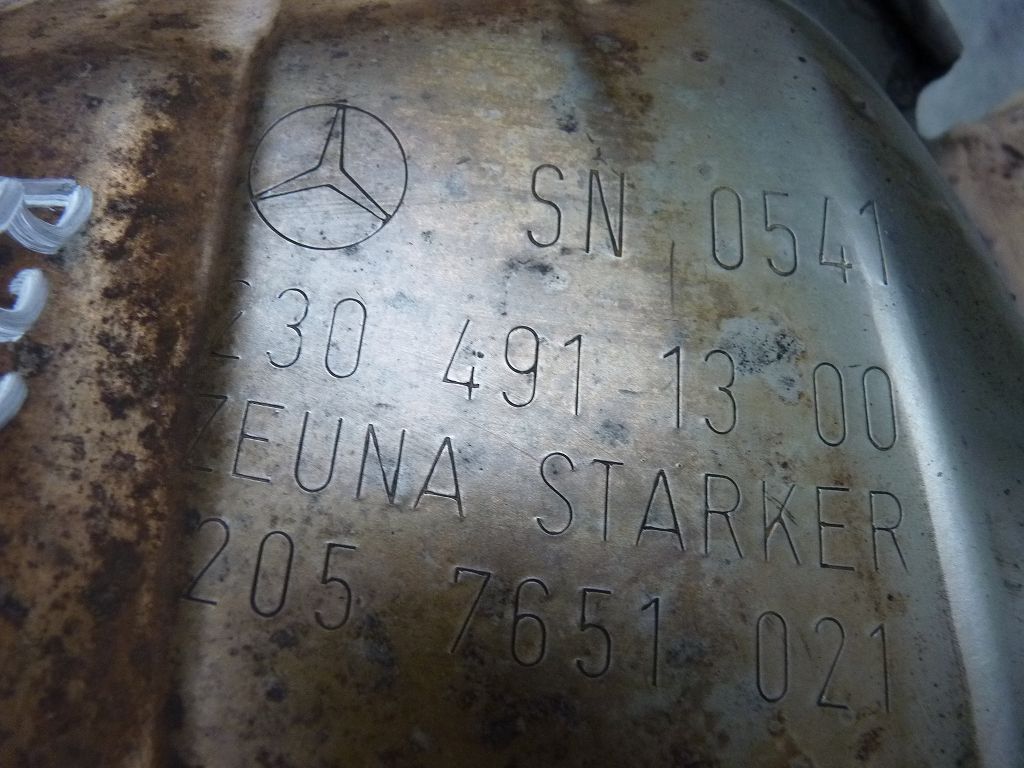 SN 0541
230 491 13 00
ZEUNA STARKER
205 7651 021